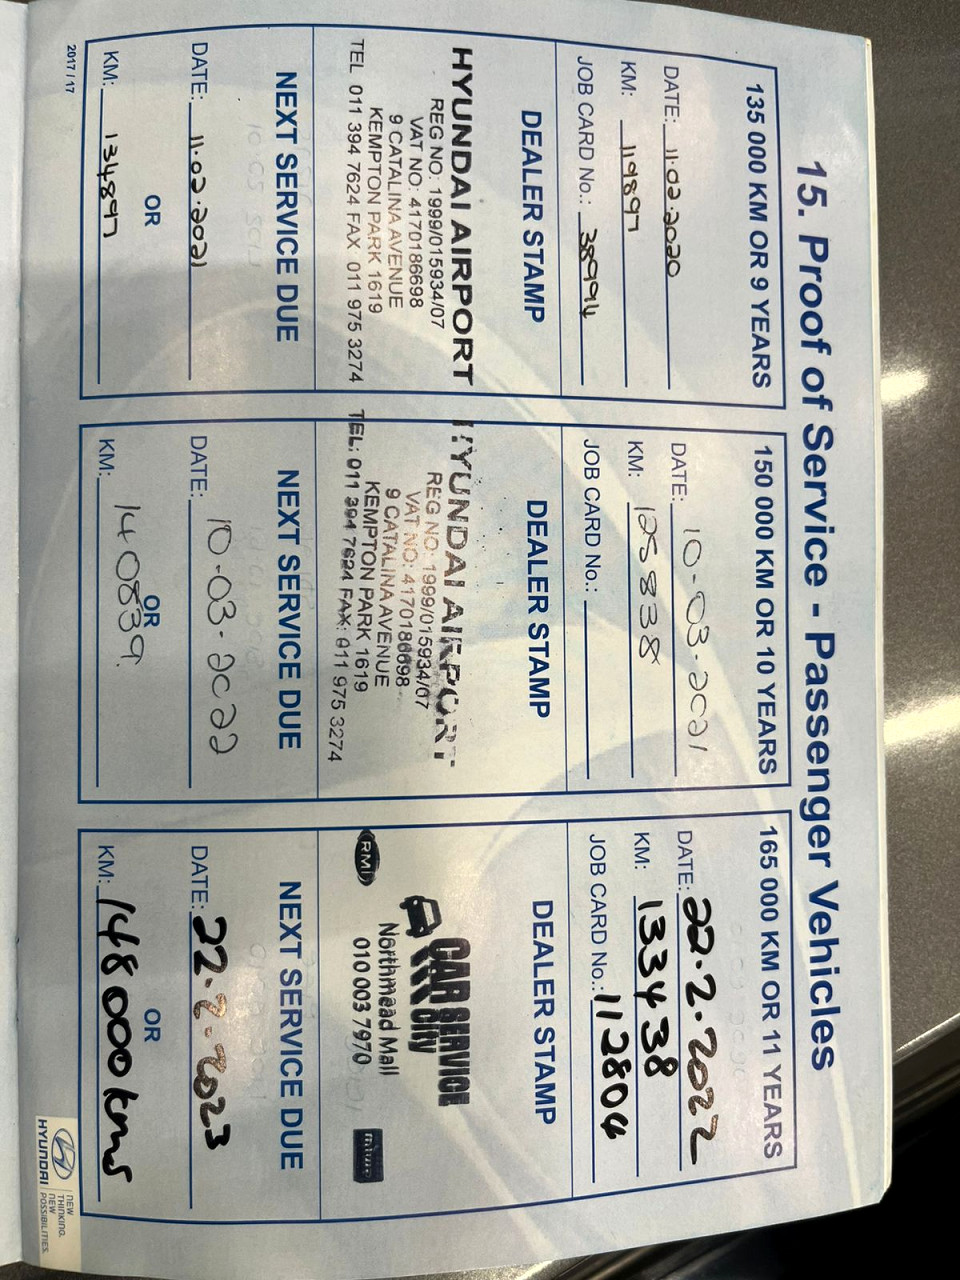 15. Proof of Service - Passenger Vehicles
135 000 KM OR 9 YEARS
DATE: 11.02.2020
KM: 119897
JOB CARD No.: 38994
DEALER STAMP
HYUNDAI AIRPORT
REG NO: 1999/015934/07
VAT NO: 4170186698
9 CATALINA AVENUE
KEMPTON PARK 1619
TEL 011 394 7624 FAX: 011 975 3274
NEXT SERVICE DUE
DATE: 11.02.2021
OR
KM: 134897
2017 / 17
150 000 KM OR 10 YEARS
DATE: 10-03-2021
KM: 125838
JOB CARD No.:
DEALER STAMP
HYUNDAI AIRPORT
REG NO: 1999/015934/07
VAT NO: 4170186698
9 CATALINA AVENUE
KEMPTON PARK 1619
TEL: 011 394 7624 FAX: 011 975 3274
NEXT SERVICE DUE
DATE: 10-03-2022
OR
KM: 140839.
165 000 KM OR 11 YEARS
DATE: 22.2.2022
KM: 133438
JOB CARD No.: 112804
DEALER STAMP
CAR SERVICE
City
Northmead Mall
010 003 7970
RMI
NEXT SERVICE DUE
DATE: 22.2.2023
OR
KM: 148000kms
HYUNDAI
NEW
THINKING.
NEW
POSSIBILITIES.